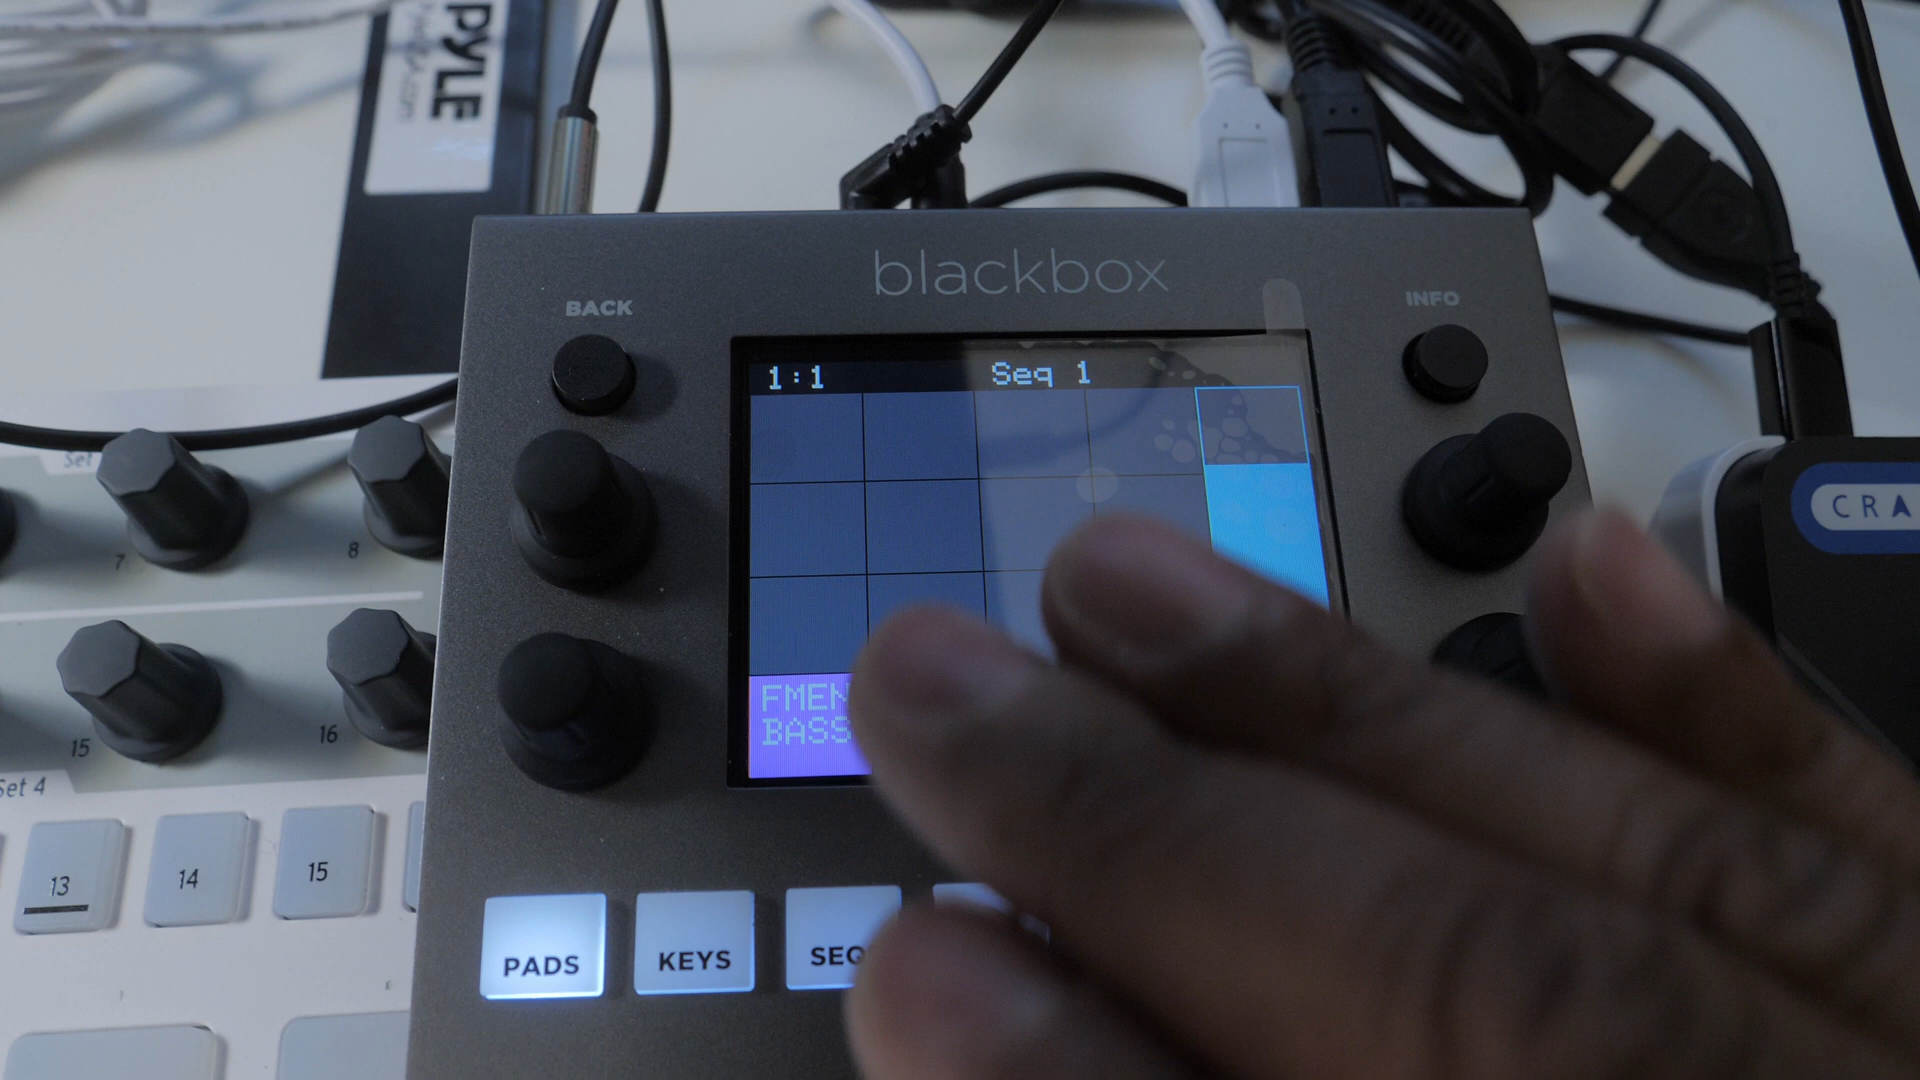 PYLE
blackbox
BACK
INFO
1:1
Seq 1
FMEN
BASS
CRA
Set
7
8
15
16
Set 4
13
14
15
PADS
KEYS
SEQ